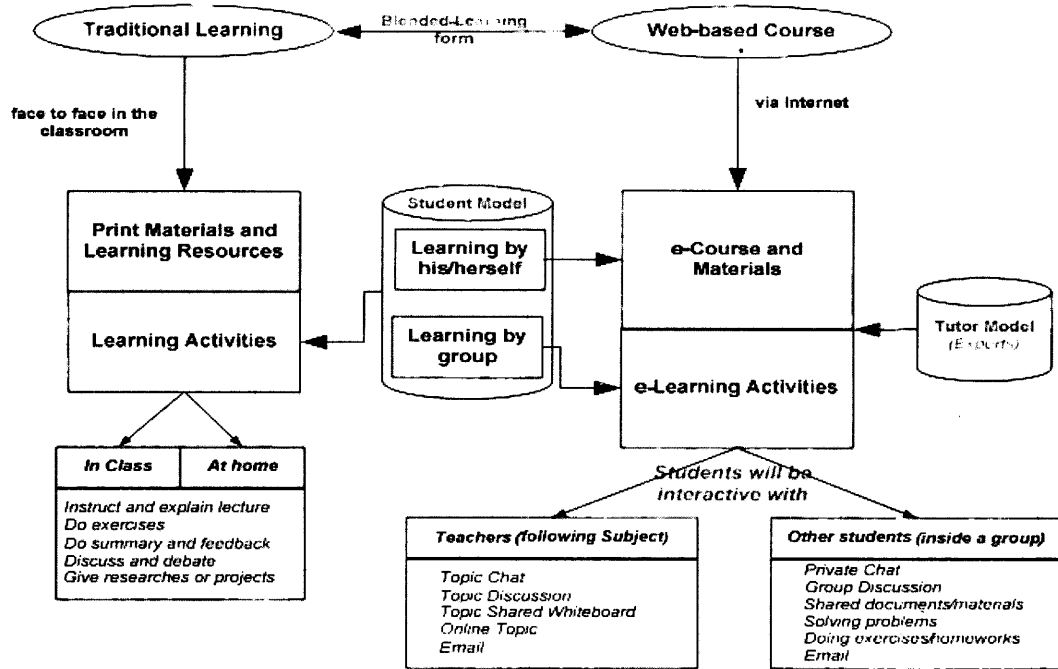 Traditional Learning
Blended-Learning
form
Web-based Course
face to face in the
classroom
via Internet
Print Materials and
Learning Resources
Learning Activities
Student Model
Learning by
his/herself
Learning by
group
e-Course and
Materials
e-Learning Activities
Tutor Model
(Experts)
In Class
At home
Instruct and explain lecture
Do exercises
Do summary and feedback
Discuss and debate
Give researches or projects
Students will be
interactive with
Teachers (following Subject)
Topic Chat
Topic Discussion
Topic Shared Whiteboard
Online Topic
Email
Other students (inside a group)
Private Chat
Group Discussion
Shared documents/materials
Solving problems
Doing exercises/homeworks
Email